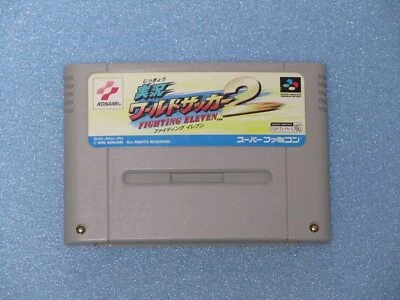 KONAMI
じっきょう
実況
ワールドサッカー2
FIGHTING ELEVEN
ファイティング イレブン
スーパーファミコン
ALL RIGHTS RESERVED